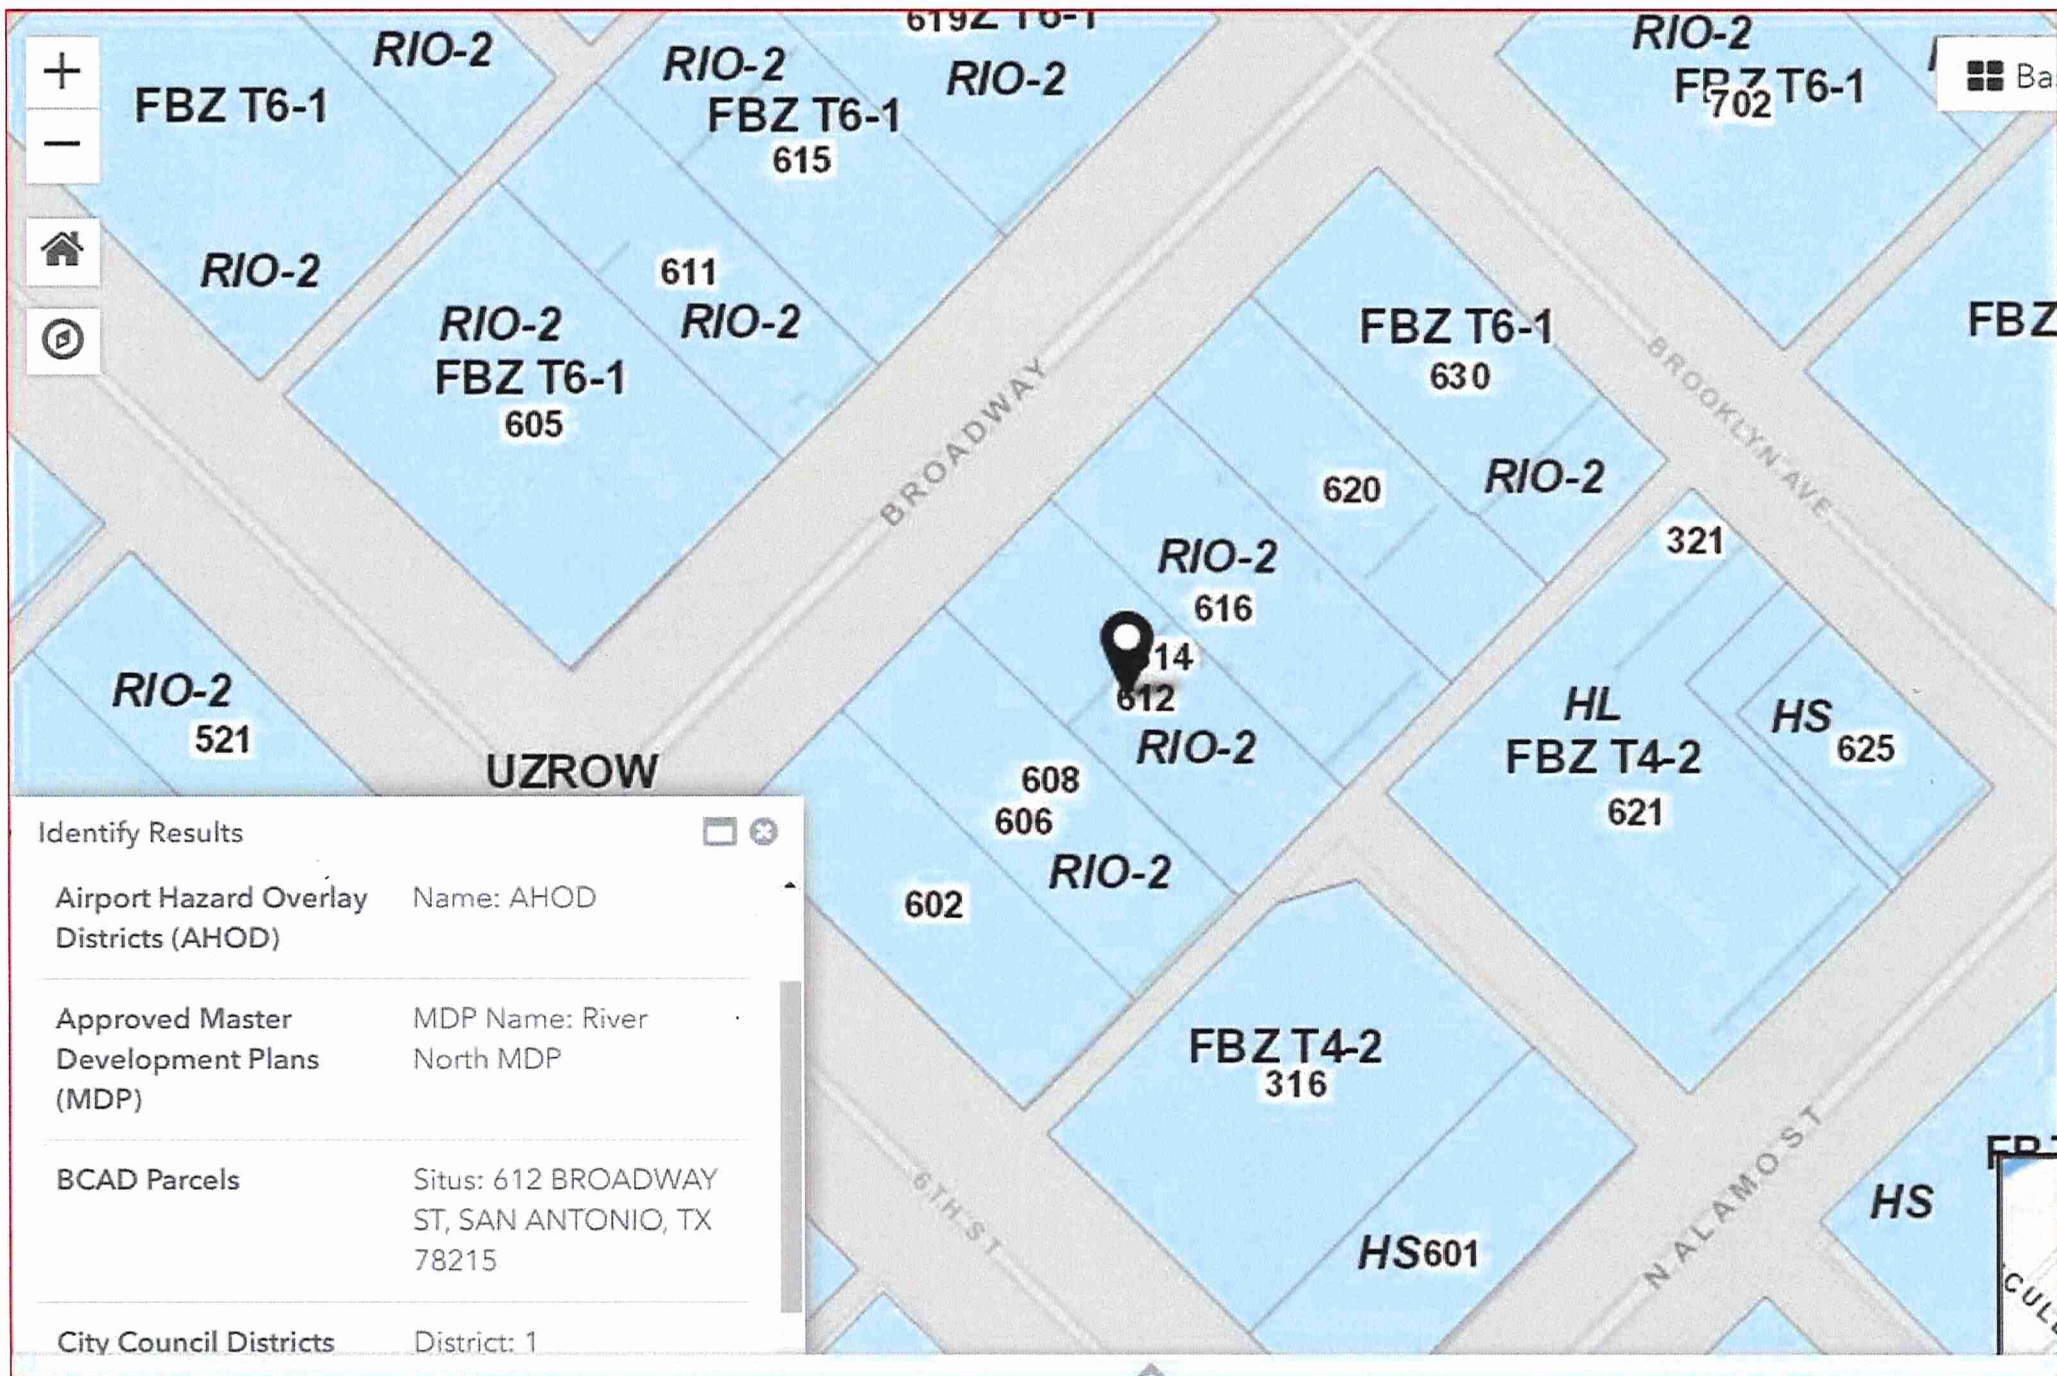 619Z T6-1
RIO-2
RIO-2
RIO-2
RIO-2
FBZ T6-1
FBZ T6-1
615
702
T6-1
Ba
RIO-2
611
RIO-2
RIO-2
FBZ T6-1
605
BROADWAY
FBZ T6-1
630
BROOKLYN AVE
FBZ
620
RIO-2
321
RIO-2
616
14
612
RIO-2
RIO-2
521
UZROW
608
606
RIO-2
602
HL
FBZ T4-2
621
HS
625
FBZ T4-2
316
6TH ST
HS601
N ALAMO ST
HS
Identify Results
Airport Hazard Overlay
Districts (AHOD)
Name: AHOD
Approved Master
Development Plans
(MDP)
MDP Name: River
North MDP
BCAD Parcels
Situs: 612 BROADWAY
ST, SAN ANTONIO, TX
78215
City Council Districts
District: 1